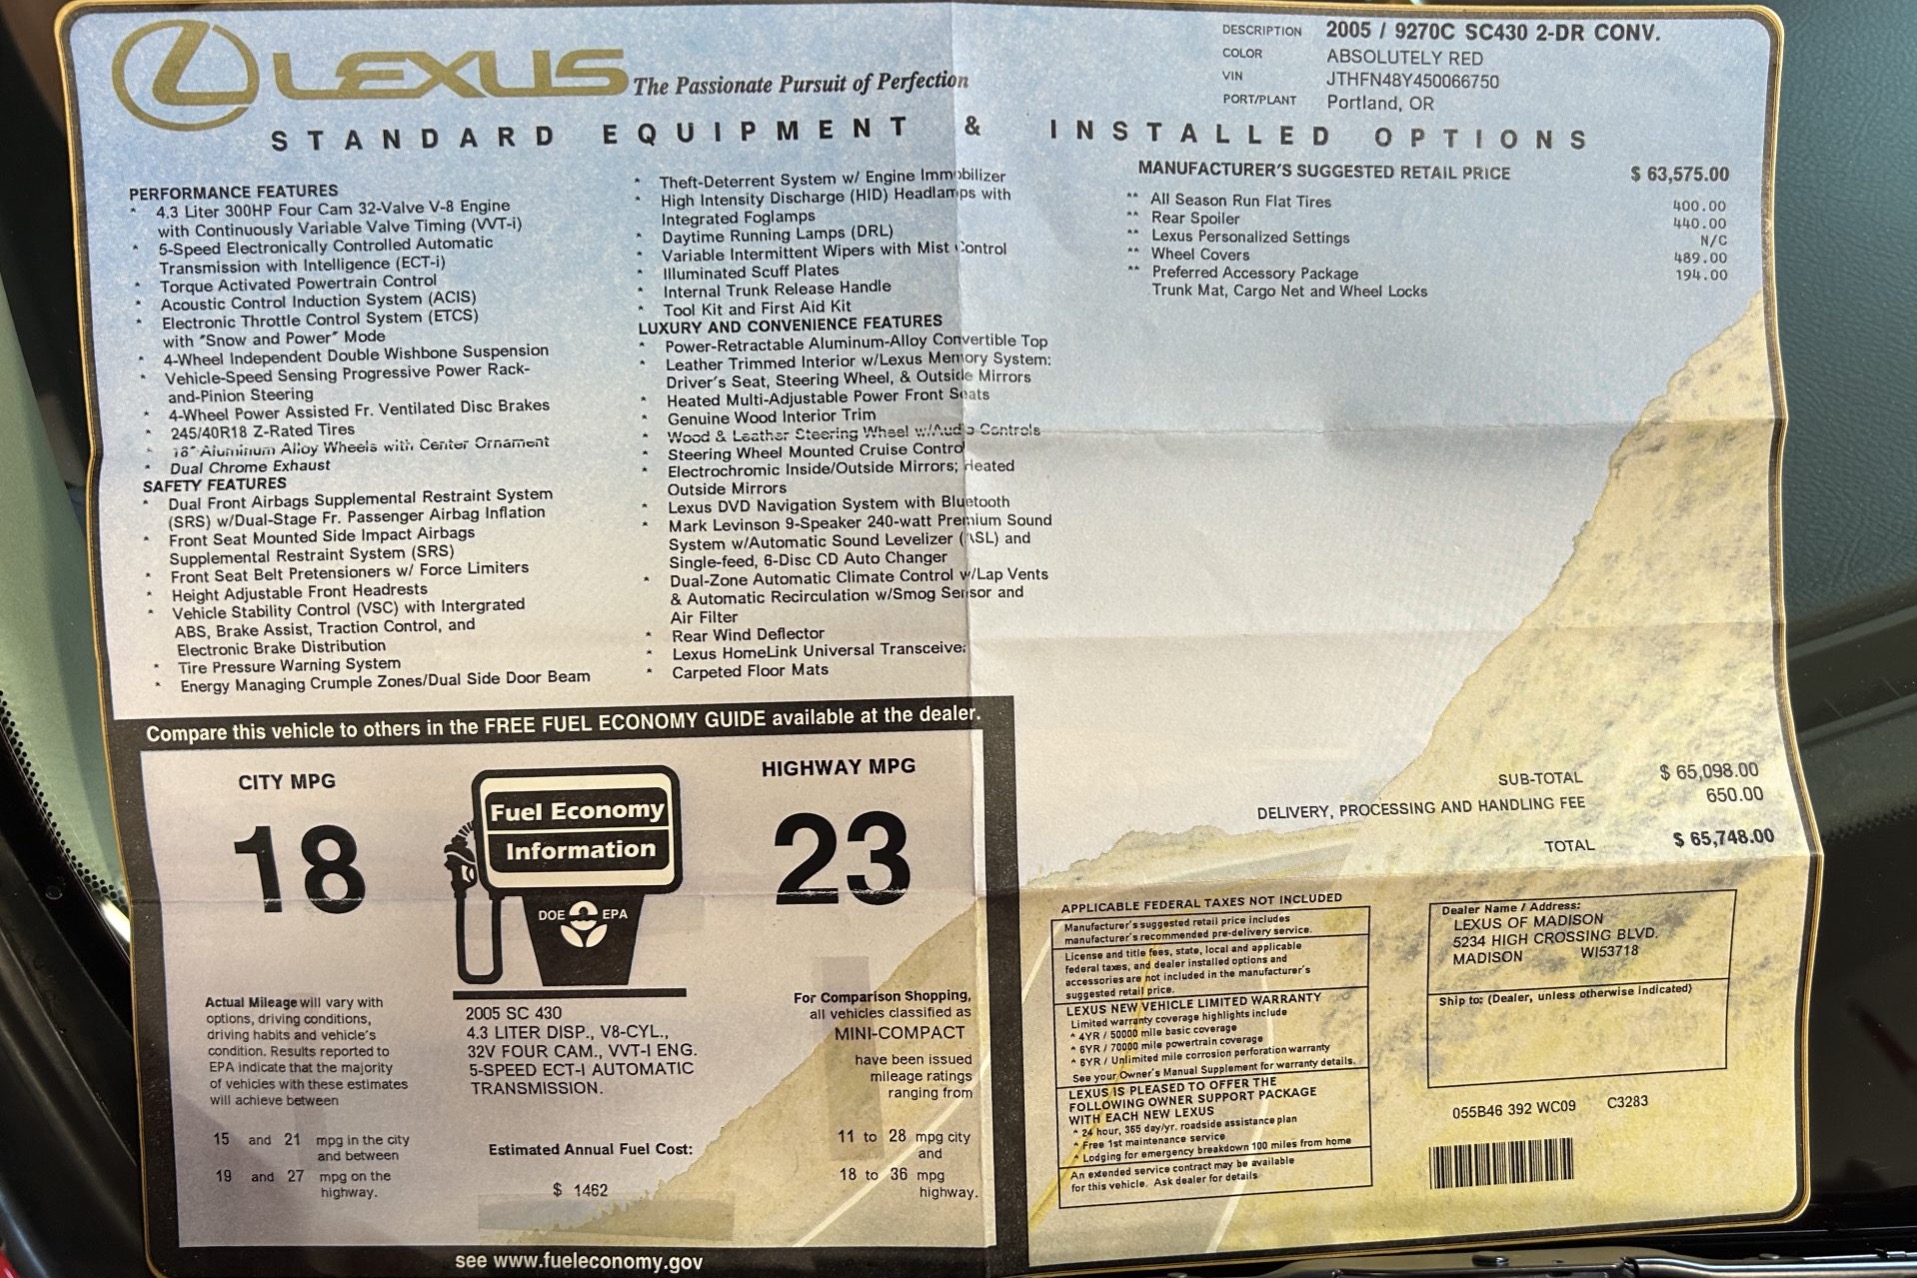 LEXUS The Passionate Pursuit of Perfection
DESCRIPTION 2005 / 9270C SC430 2-DR CONV.
COLOR ABSOLUTELY RED
VIN JTHFN48Y450066750
PORT/PLANT Portland, OR
STANDARD EQUIPMENT & INSTALLED OPTIONS
PERFORMANCE FEATURES
* 4.3 Liter 300HP Four Cam 32-Valve V-8 Engine
with Continuously Variable Valve Timing (VVT-i)
* 5-Speed Electronically Controlled Automatic
Transmission with Intelligence (ECT-i)
* Torque Activated Powertrain Control
* Acoustic Control Induction System (ACIS)
* Electronic Throttle Control System (ETCS)
with "Snow and Power" Mode
* 4-Wheel Independent Double Wishbone Suspension
* Vehicle-Speed Sensing Progressive Power Rack-
and-Pinion Steering
* 4-Wheel Power Assisted Fr. Ventilated Disc Brakes
* 245/40R18 Z-Rated Tires
* 18" Aluminum Alloy Wheels with Center Ornament
* Dual Chrome Exhaust
SAFETY FEATURES
* Dual Front Airbags Supplemental Restraint System
(SRS) w/Dual-Stage Fr. Passenger Airbag Inflation
* Front Seat Mounted Side Impact Airbags
Supplemental Restraint System (SRS)
* Front Seat Belt Pretensioners w/ Force Limiters
* Height Adjustable Front Headrests
* Vehicle Stability Control (VSC) with Intergrated
ABS, Brake Assist, Traction Control, and
Electronic Brake Distribution
* Tire Pressure Warning System
* Energy Managing Crumple Zones/Dual Side Door Beam
* Theft-Deterrent System w/ Engine Immobilizer
* High Intensity Discharge (HID) Headlamps with
Integrated Foglamps
* Daytime Running Lamps (DRL)
* Variable Intermittent Wipers with Mist Control
* Illuminated Scuff Plates
* Internal Trunk Release Handle
* Tool Kit and First Aid Kit
LUXURY AND CONVENIENCE FEATURES
* Power-Retractable Aluminum-Alloy Convertible Top
* Leather Trimmed Interior w/Lexus Memory System:
Driver's Seat, Steering Wheel, & Outside Mirrors
* Heated Multi-Adjustable Power Front Seats
* Genuine Wood Interior Trim
* Wood & Leather Steering Wheel w/Audio Controls
* Steering Wheel Mounted Cruise Control
* Electrochromic Inside/Outside Mirrors; Heated
Outside Mirrors
* Lexus DVD Navigation System with Bluetooth
* Mark Levinson 9-Speaker 240-watt Premium Sound
System w/Automatic Sound Levelizer (ASL) and
Single-feed, 6-Disc CD Auto Changer
* Dual-Zone Automatic Climate Control w/Lap Vents
& Automatic Recirculation w/Smog Sensor and
Air Filter
* Rear Wind Deflector
* Lexus HomeLink Universal Transceiver
* Carpeted Floor Mats
MANUFACTURER'S SUGGESTED RETAIL PRICE $ 63,575.00
** All Season Run Flat Tires 400.00
** Rear Spoiler 440.00
** Lexus Personalized Settings N/C
** Wheel Covers 489.00
** Preferred Accessory Package 194.00
Trunk Mat, Cargo Net and Wheel Locks
SUB-TOTAL $ 65,098.00
DELIVERY, PROCESSING AND HANDLING FEE 650.00
TOTAL $ 65,748.00
Compare this vehicle to others in the FREE FUEL ECONOMY GUIDE available at the dealer.
CITY MPG
18
Fuel Economy
Information
DOE EPA
HIGHWAY MPG
23
Actual Mileage will vary with
options, driving conditions,
driving habits and vehicle's
condition. Results reported to
EPA indicate that the majority
of vehicles with these estimates
will achieve between
15 and 21 mpg in the city
and between
19 and 27 mpg on the
highway.
2005 SC 430
4.3 LITER DISP., V8-CYL.,
32V FOUR CAM., VVT-I ENG.
5-SPEED ECT-I AUTOMATIC
TRANSMISSION.
Estimated Annual Fuel Cost:
$ 1462
For Comparison Shopping,
all vehicles classified as
MINI-COMPACT
have been issued
mileage ratings
ranging from
11 to 28 mpg city
and
18 to 36 mpg
highway.
see www.fueleconomy.gov
APPLICABLE FEDERAL TAXES NOT INCLUDED
Manufacturer's suggested retail price includes
manufacturer's recommended pre-delivery service.
License and title fees, state, local and applicable
federal taxes, and dealer installed options and
accessories are not included in the manufacturer's
suggested retail price.
LEXUS NEW VEHICLE LIMITED WARRANTY
Limited warranty coverage highlights include
* 4YR / 50000 mile basic coverage
* 6YR / 70000 mile powertrain coverage
* 6YR / Unlimited mile corrosion perforation warranty
See your Owner's Manual Supplement for warranty details.
LEXUS IS PLEASED TO OFFER THE
FOLLOWING OWNER SUPPORT PACKAGE
WITH EACH NEW LEXUS
* 24 hour, 365 day/yr. roadside assistance plan
* Free 1st maintenance service
* Lodging for emergency breakdown 100 miles from home
An extended service contract may be available
for this vehicle. Ask dealer for details
Dealer Name / Address:
LEXUS OF MADISON
5234 HIGH CROSSING BLVD.
MADISON WI53718
Ship to: (Dealer, unless otherwise indicated)
055B46 392 WC09 C3283